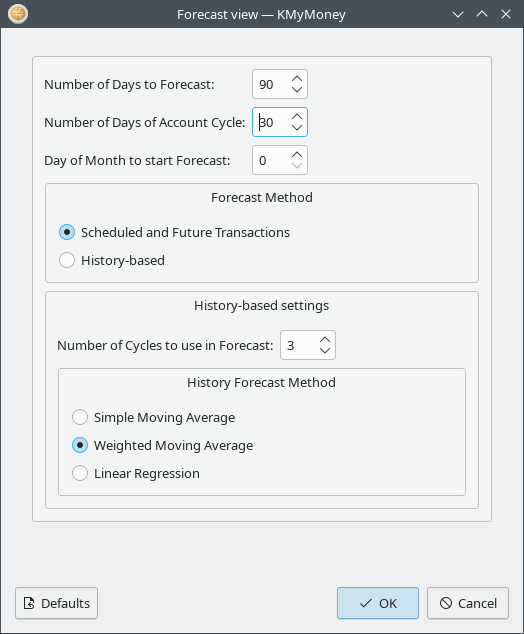 Forecast view — KMyMoney
Number of Days to Forecast: 90
Number of Days of Account Cycle: 30
Day of Month to start Forecast: 0
Forecast Method
Scheduled and Future Transactions
History-based
History-based settings
Number of Cycles to use in Forecast: 3
History Forecast Method
Simple Moving Average
Weighted Moving Average
Linear Regression
Defaults OK Cancel